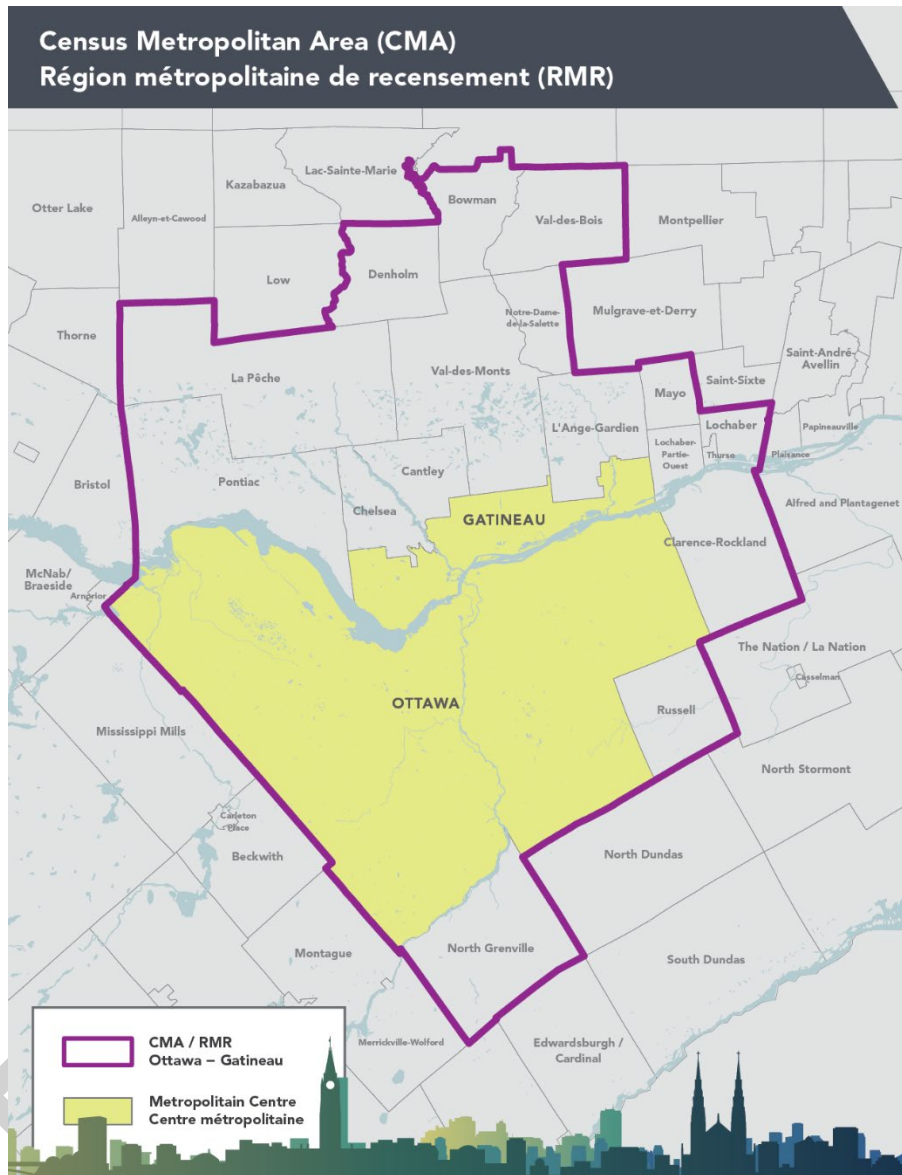 Census Metropolitan Area (CMA)
Région métropolitaine de recensement (RMR)
Lac-Sainte-Marie
Kazabazua
Bowman
Otter Lake
Alleyn-et-Cawood
Val-des-Bois
Montpellier
Low
Denholm
Thorne
Notre-Dame-
de-la-Salette
Mulgrave-et-Derry
La Pêche
Val-des-Monts
Saint-André-
Avellin
Saint-Sixte
Mayo
L'Ange-Gardien
Lochaber
Papineauville
Lochaber-
Partie-
Ouest
Thurse
Plaisance
Bristol
Pontiac
Cantley
Chelsea
GATINEAU
Alfred and Plantagenet
Clarence-Rockland
McNab/
Braeside
Arnprior
The Nation / La Nation
Casselman
OTTAWA
Russell
Mississippi Mills
North Stormont
Carleton
Place
Beckwith
North Dundas
Montague
North Grenville
South Dundas
Merrickville-Wolford
Edwardsburgh /
Cardinal
CMA / RMR
Ottawa – Gatineau
Metropolitain Centre
Centre métropolitaine